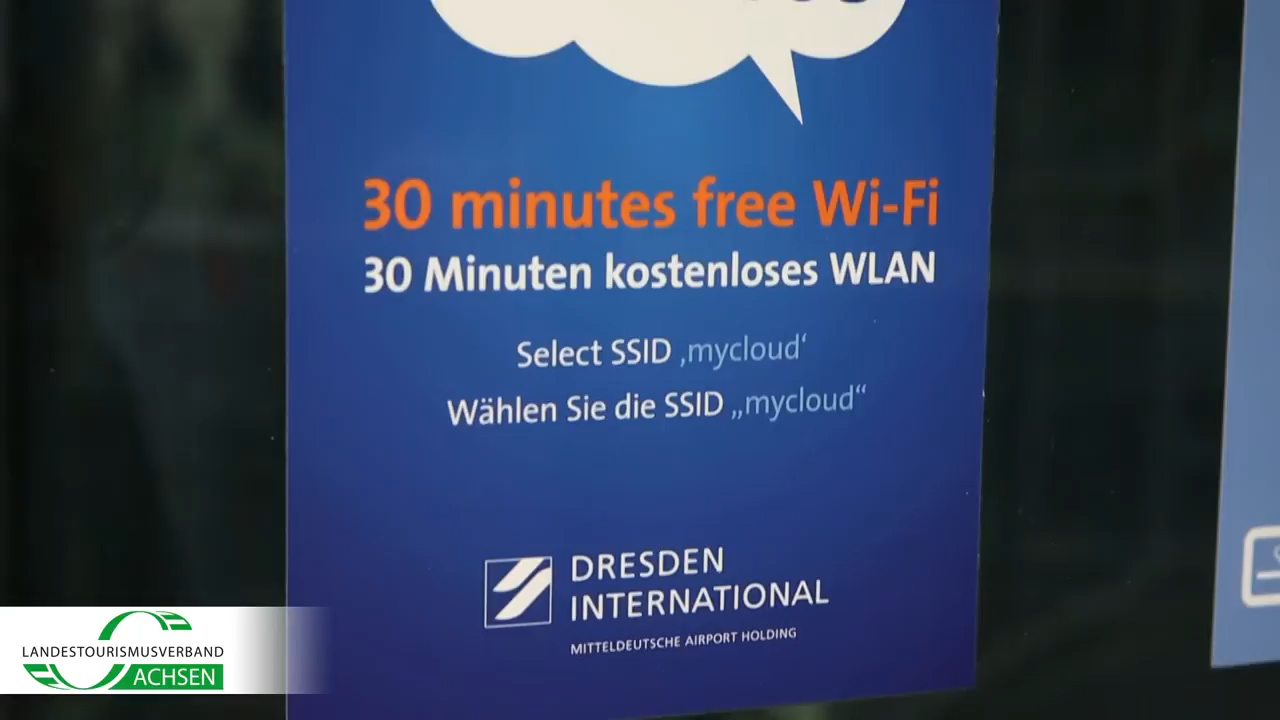 30 minutes free Wi-Fi
30 Minuten kostenloses WLAN
Select SSID ‚mycloud‘
Wählen Sie die SSID „mycloud“
DRESDEN
INTERNATIONAL
MITTELDEUTSCHE AIRPORT HOLDING
LANDESTOURISMUSVERBAND
ACHSEN